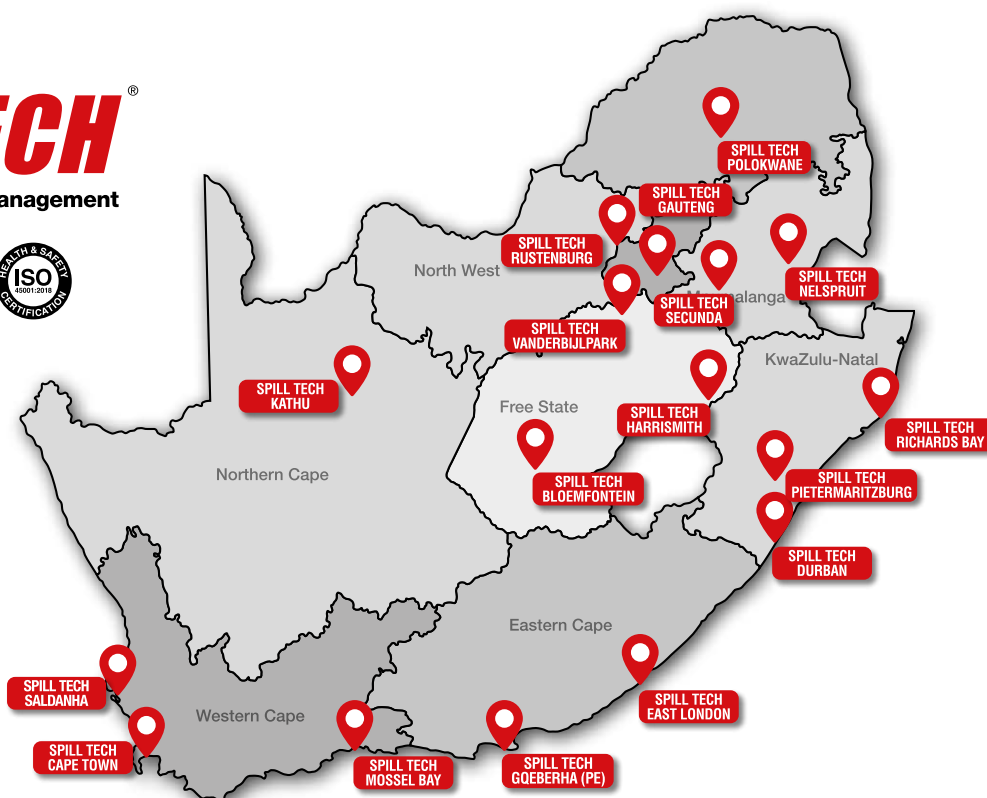 ECH®
anagement
HEALTH & SAFETY
ISO
45001:2018
CERTIFICATION
SPILL TECH
POLOKWANE
SPILL TECH
GAUTENG
SPILL TECH
RUSTENBURG
North West
SPILL TECH
NELSPRUIT
SPILL TECH
SECUNDA
alanga
SPILL TECH
VANDERBIJLPARK
KwaZulu-Natal
SPILL TECH
KATHU
Free State
SPILL TECH
HARRISMITH
SPILL TECH
RICHARDS BAY
Northern Cape
SPILL TECH
BLOEMFONTEIN
SPILL TECH
PIETERMARITZBURG
SPILL TECH
DURBAN
Eastern Cape
SPILL TECH
SALDANHA
Western Cape
SPILL TECH
EAST LONDON
SPILL TECH
CAPE TOWN
SPILL TECH
MOSSEL BAY
SPILL TECH
GQEBERHA (PE)